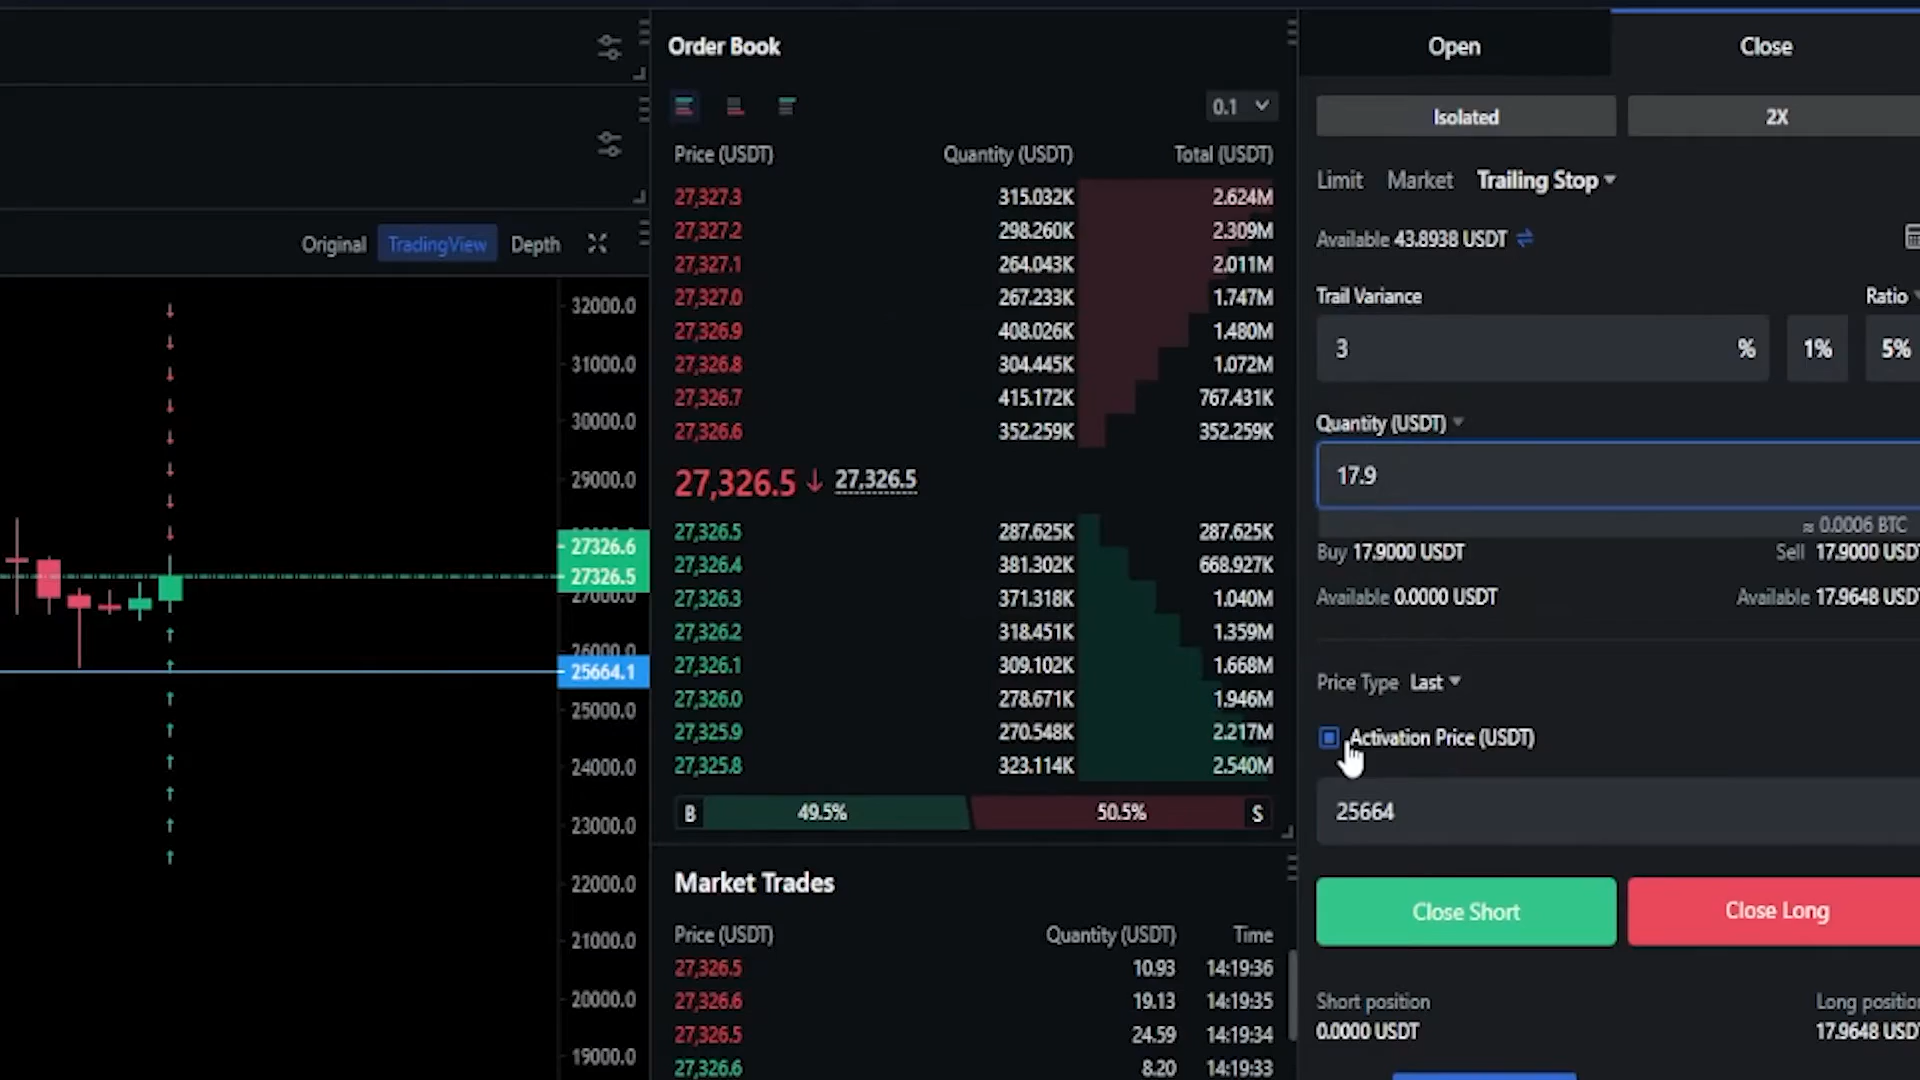 Original TradingView Depth
32000.0
31000.0
30000.0
29000.0
27326.6
27326.5
27000.0
26000.0
25664.1
25000.0
24000.0
23000.0
22000.0
21000.0
20000.0
19000.0
Order Book
0.1
Price (USDT) Quantity (USDT) Total (USDT)
27,327.3 315.032K 2.624M
27,327.2 298.260K 2.309M
27,327.1 264.043K 2.011M
27,327.0 267.233K 1.747M
27,326.9 408.026K 1.480M
27,326.8 304.445K 1.072M
27,326.7 415.172K 767.431K
27,326.6 352.259K 352.259K
27,326.5 ↓ 27,326.5
27,326.5 287.625K 287.625K
27,326.4 381.302K 668.927K
27,326.3 371.318K 1.040M
27,326.2 318.451K 1.359M
27,326.1 309.102K 1.668M
27,326.0 278.671K 1.946M
27,325.9 270.548K 2.217M
27,325.8 323.114K 2.540M
B 49.5% 50.5% S
Market Trades
Price (USDT) Quantity (USDT) Time
27,326.5 10.93 14:19:36
27,326.6 19.13 14:19:35
27,326.5 24.59 14:19:34
27,326.6 8.20 14:19:33
Open Close
Isolated 2X
Limit Market Trailing Stop
Available 43.8938 USDT
Trail Variance Ratio
3 % 1% 5%
Quantity (USDT)
17.9
≈ 0.0006 BTC
Buy 17.9000 USDT Sell 17.9000 USDT
Available 0.0000 USDT Available 17.9648 USDT
Price Type Last
Activation Price (USDT)
25664
Close Short Close Long
Short position Long position
0.0000 USDT 17.9648 USDT